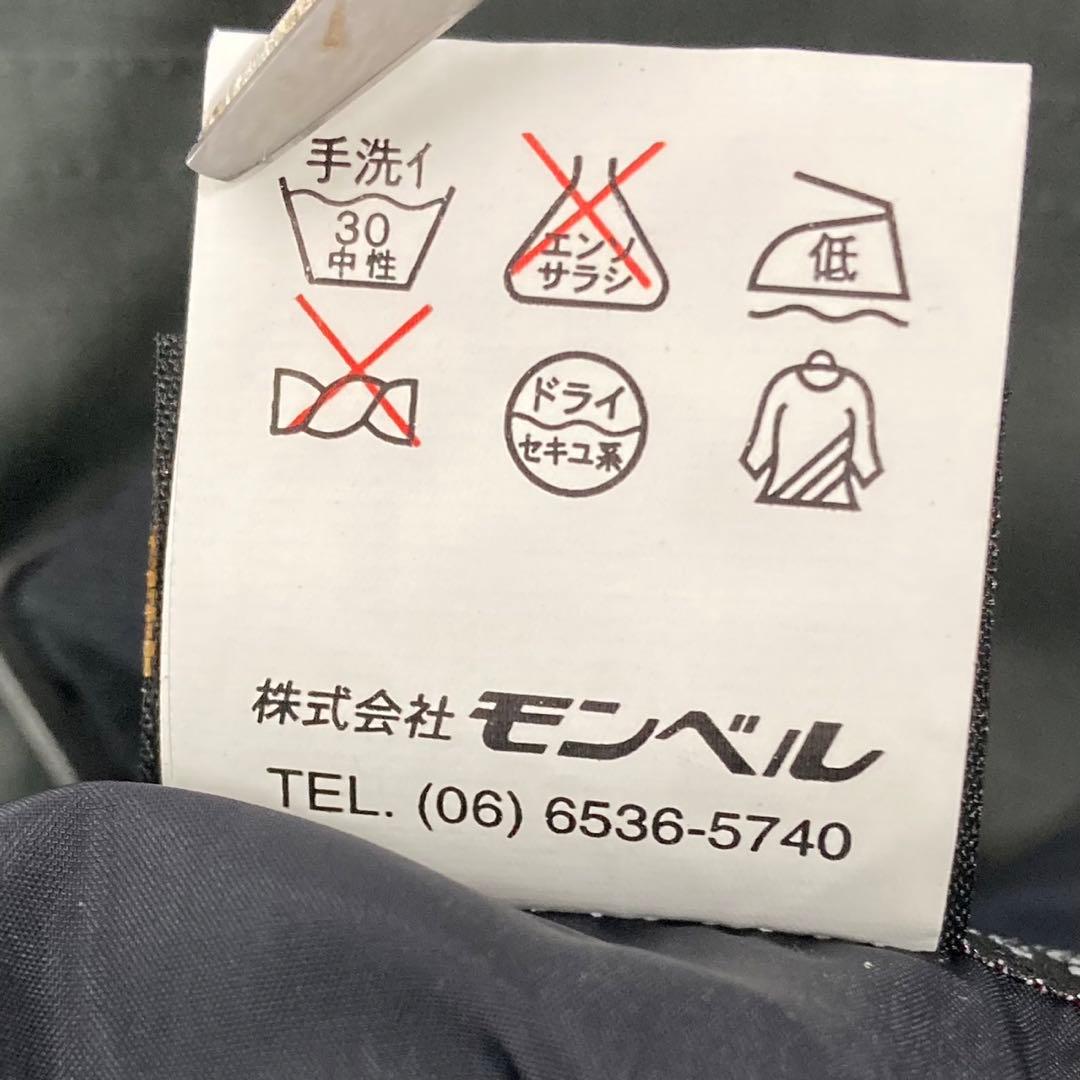 手洗イ
30
中性
エンソ
サラシ
低
ドライ
セキユ系
株式会社 モンベル
TEL. (06) 6536-5740